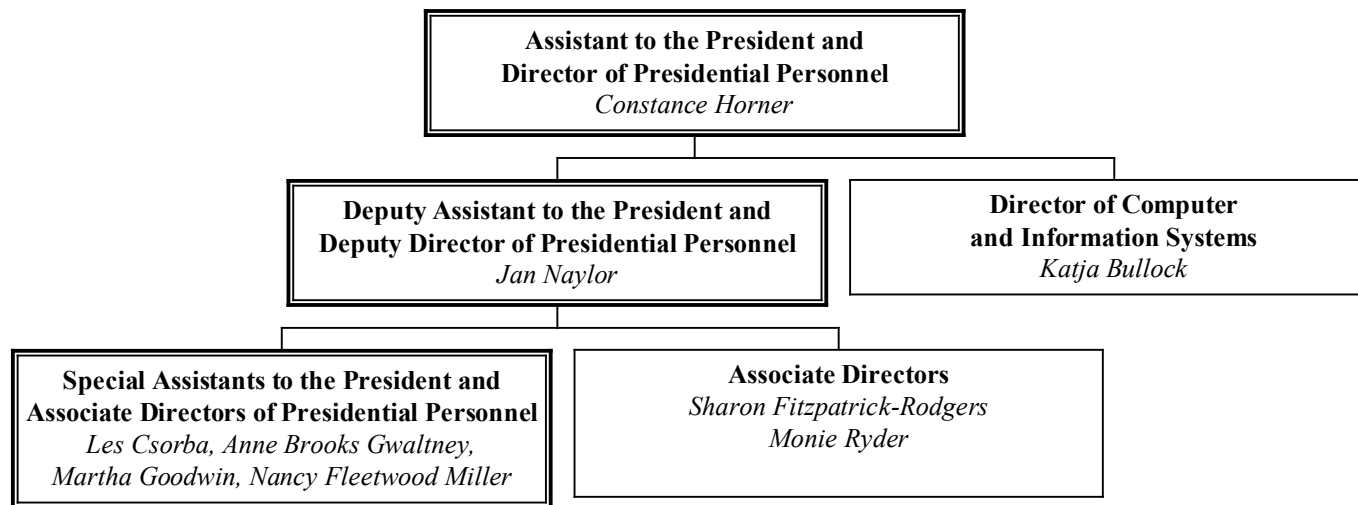 Assistant to the President and
Director of Presidential Personnel
Constance Horner
Deputy Assistant to the President and
Deputy Director of Presidential Personnel
Jan Naylor
Director of Computer
and Information Systems
Katja Bullock
Special Assistants to the President and
Associate Directors of Presidential Personnel
Les Csorba, Anne Brooks Gwaltney,
Martha Goodwin, Nancy Fleetwood Miller
Associate Directors
Sharon Fitzpatrick-Rodgers
Monie Ryder